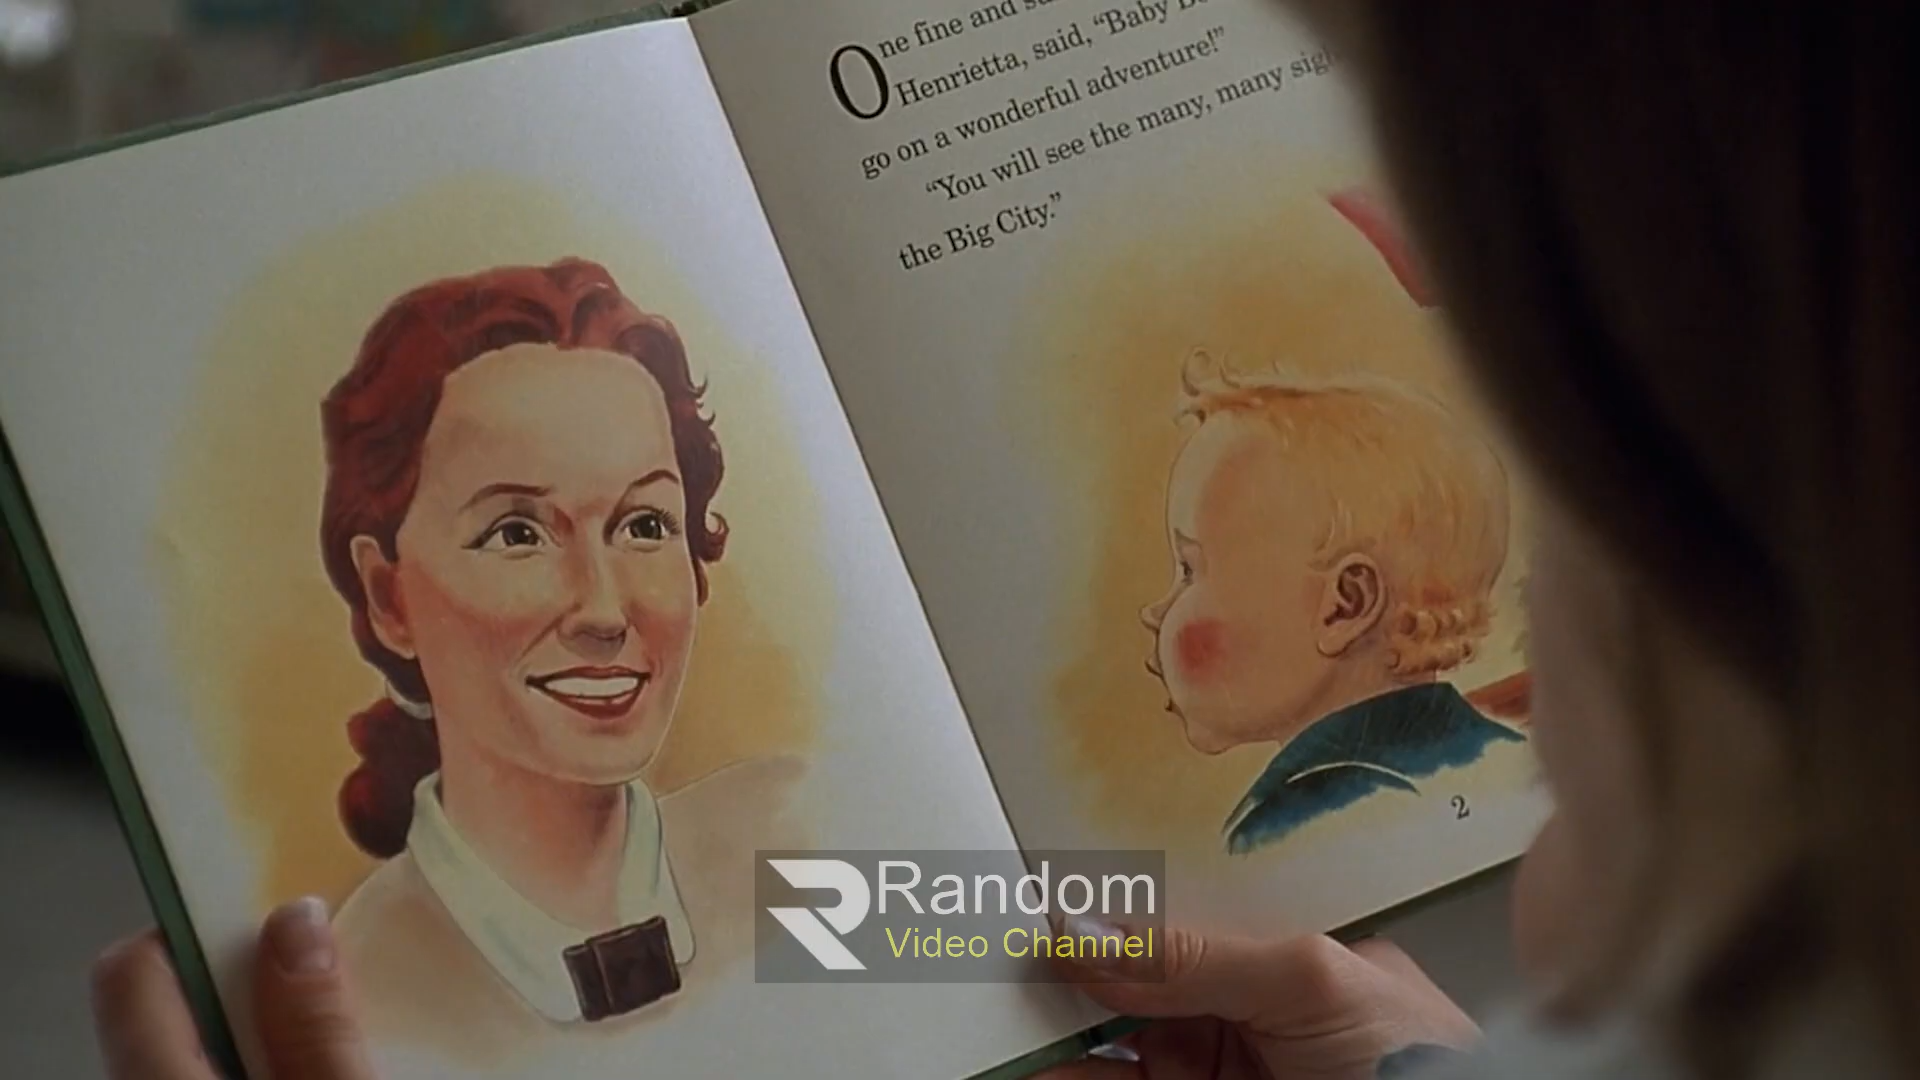 One fine and
Henrietta, said, "Baby
go on a wonderful adventure!"
"You will see the many, many
the Big City."
2
Random
Video Channel